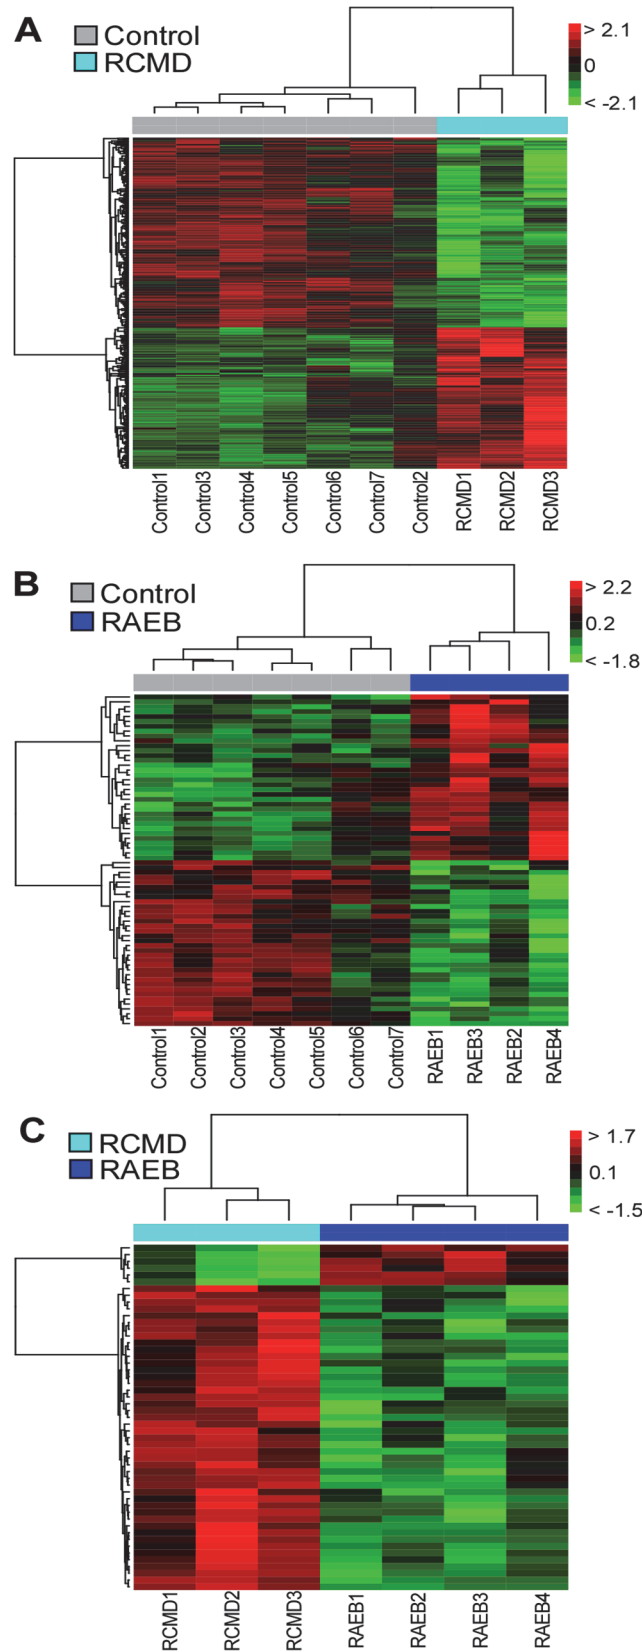 A
Control
RCMD
> 2.1
0
< -2.1
Control1
Control3
Control4
Control5
Control6
Control7
Control2
RCMD1
RCMD2
RCMD3
B
Control
RAEB
> 2.2
0.2
< -1.8
Control1
Control2
Control3
Control4
Control5
Control6
Control7
RAEB1
RAEB3
RAEB2
RAEB4
C
RCMD
RAEB
> 1.7
0.1
< -1.5
RCMD1
RCMD2
RCMD3
RAEB1
RAEB2
RAEB3
RAEB4